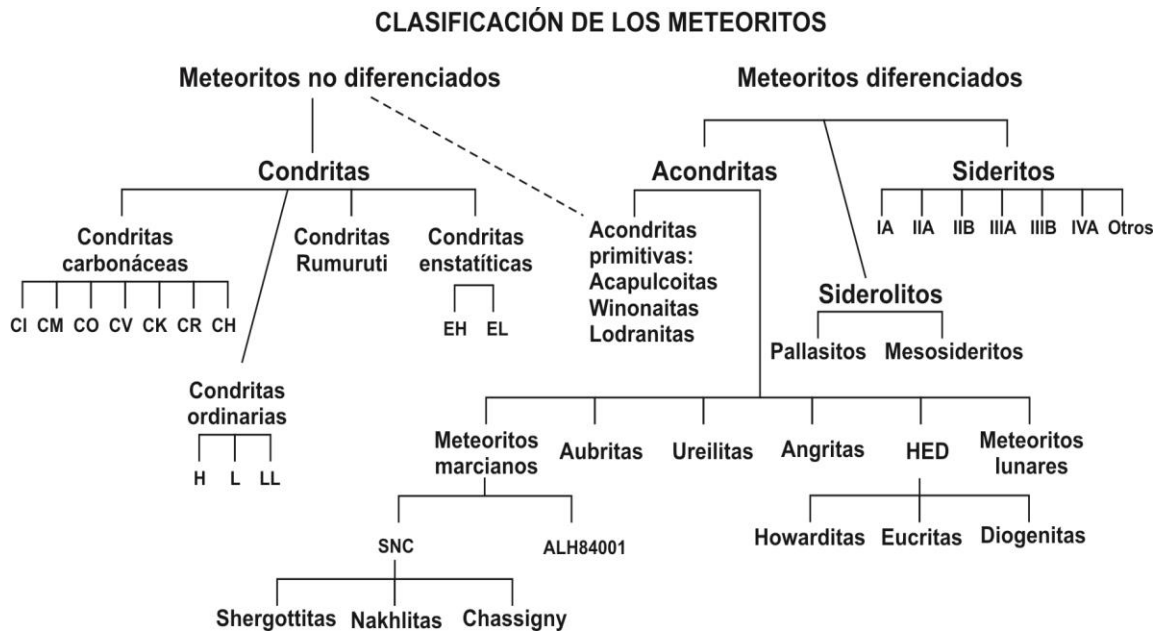 CLASIFICACIÓN DE LOS METEORITOS
Meteoritos no diferenciados
Meteoritos diferenciados
Condritas
Acondritas
Sideritos
Condritas
carbonáceas
Condritas
Rumuruti
Condritas
enstatíticas
Acondritas
primitivas:
Acapulcoitas
Winonaitas
Lodranitas
IA IIA IIB IIIA IIIB IVA Otros
CI CM CO CV CK CR CH
EH EL
Siderolitos
Pallasitos Mesosideritos
Condritas
ordinarias
H L LL
Meteoritos
marcianos
Aubritas
Ureilitas
Angritas
HED
Meteoritos
lunares
SNC
ALH84001
Howarditas Eucritas Diogenitas
Shergottitas Nakhlitas Chassigny